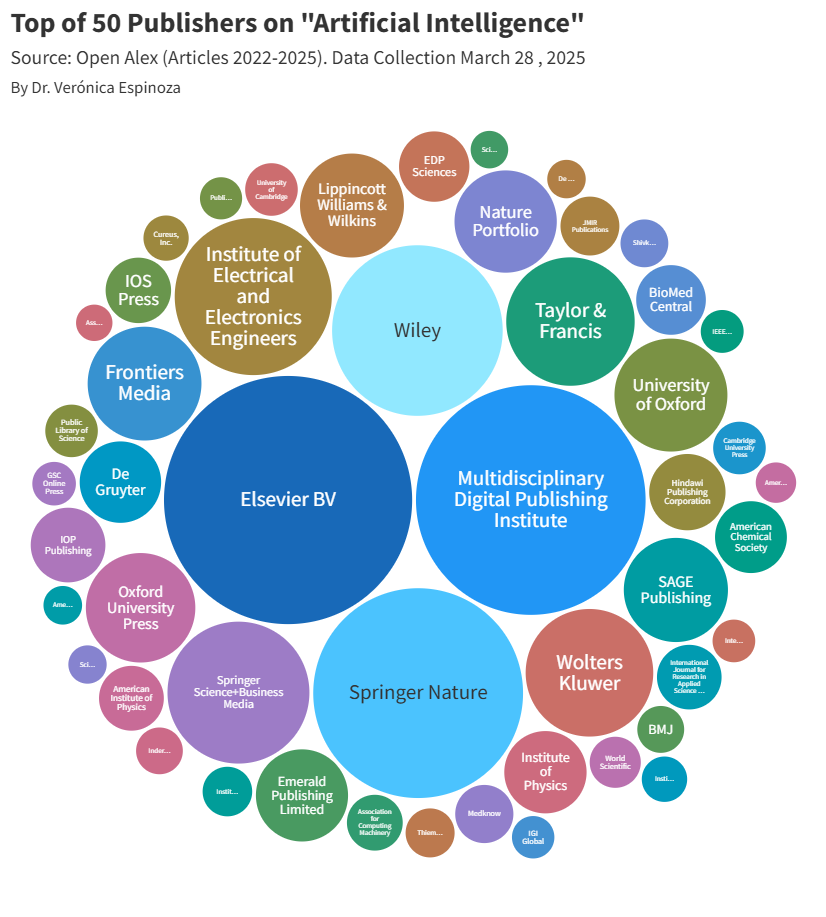 Top of 50 Publishers on "Artificial Intelligence"
Source: Open Alex (Articles 2022-2025). Data Collection March 28 , 2025
By Dr. Verónica Espinoza
EDP
Sciences
Sci...
Lippincott
Williams &
Wilkins
University
of
Cambridge
Publi...
De ...
Nature
Portfolio
JMIR
Publications
Shivk...
Cureus,
Inc.
Institute of
Electrical
and
Electronics
Engineers
Wiley
Taylor &
Francis
BioMed
Central
IEEE...
IOS
Press
Ass...
Frontiers
Media
University
of Oxford
Public
Library of
Science
Cambridge
University
Press
GSC
Online
Press
De
Gruyter
Elsevier BV
Multidisciplinary
Digital Publishing
Institute
Hindawi
Publishing
Corporation
Amer...
IOP
Publishing
American
Chemical
Society
Ame...
Oxford
University
Press
SAGE
Publishing
Sci...
American
Institute of
Physics
Springer
Science+Business
Media
Springer Nature
Wolters
Kluwer
Inte...
International
Journal for
Research in
Applied
Science ...
Inder...
BMJ
Instit...
Emerald
Publishing
Limited
Institute
of
Physics
World
Scientific
Insti...
Association
for
Computing
Machinery
Thiem...
Medknow
IGI
Global